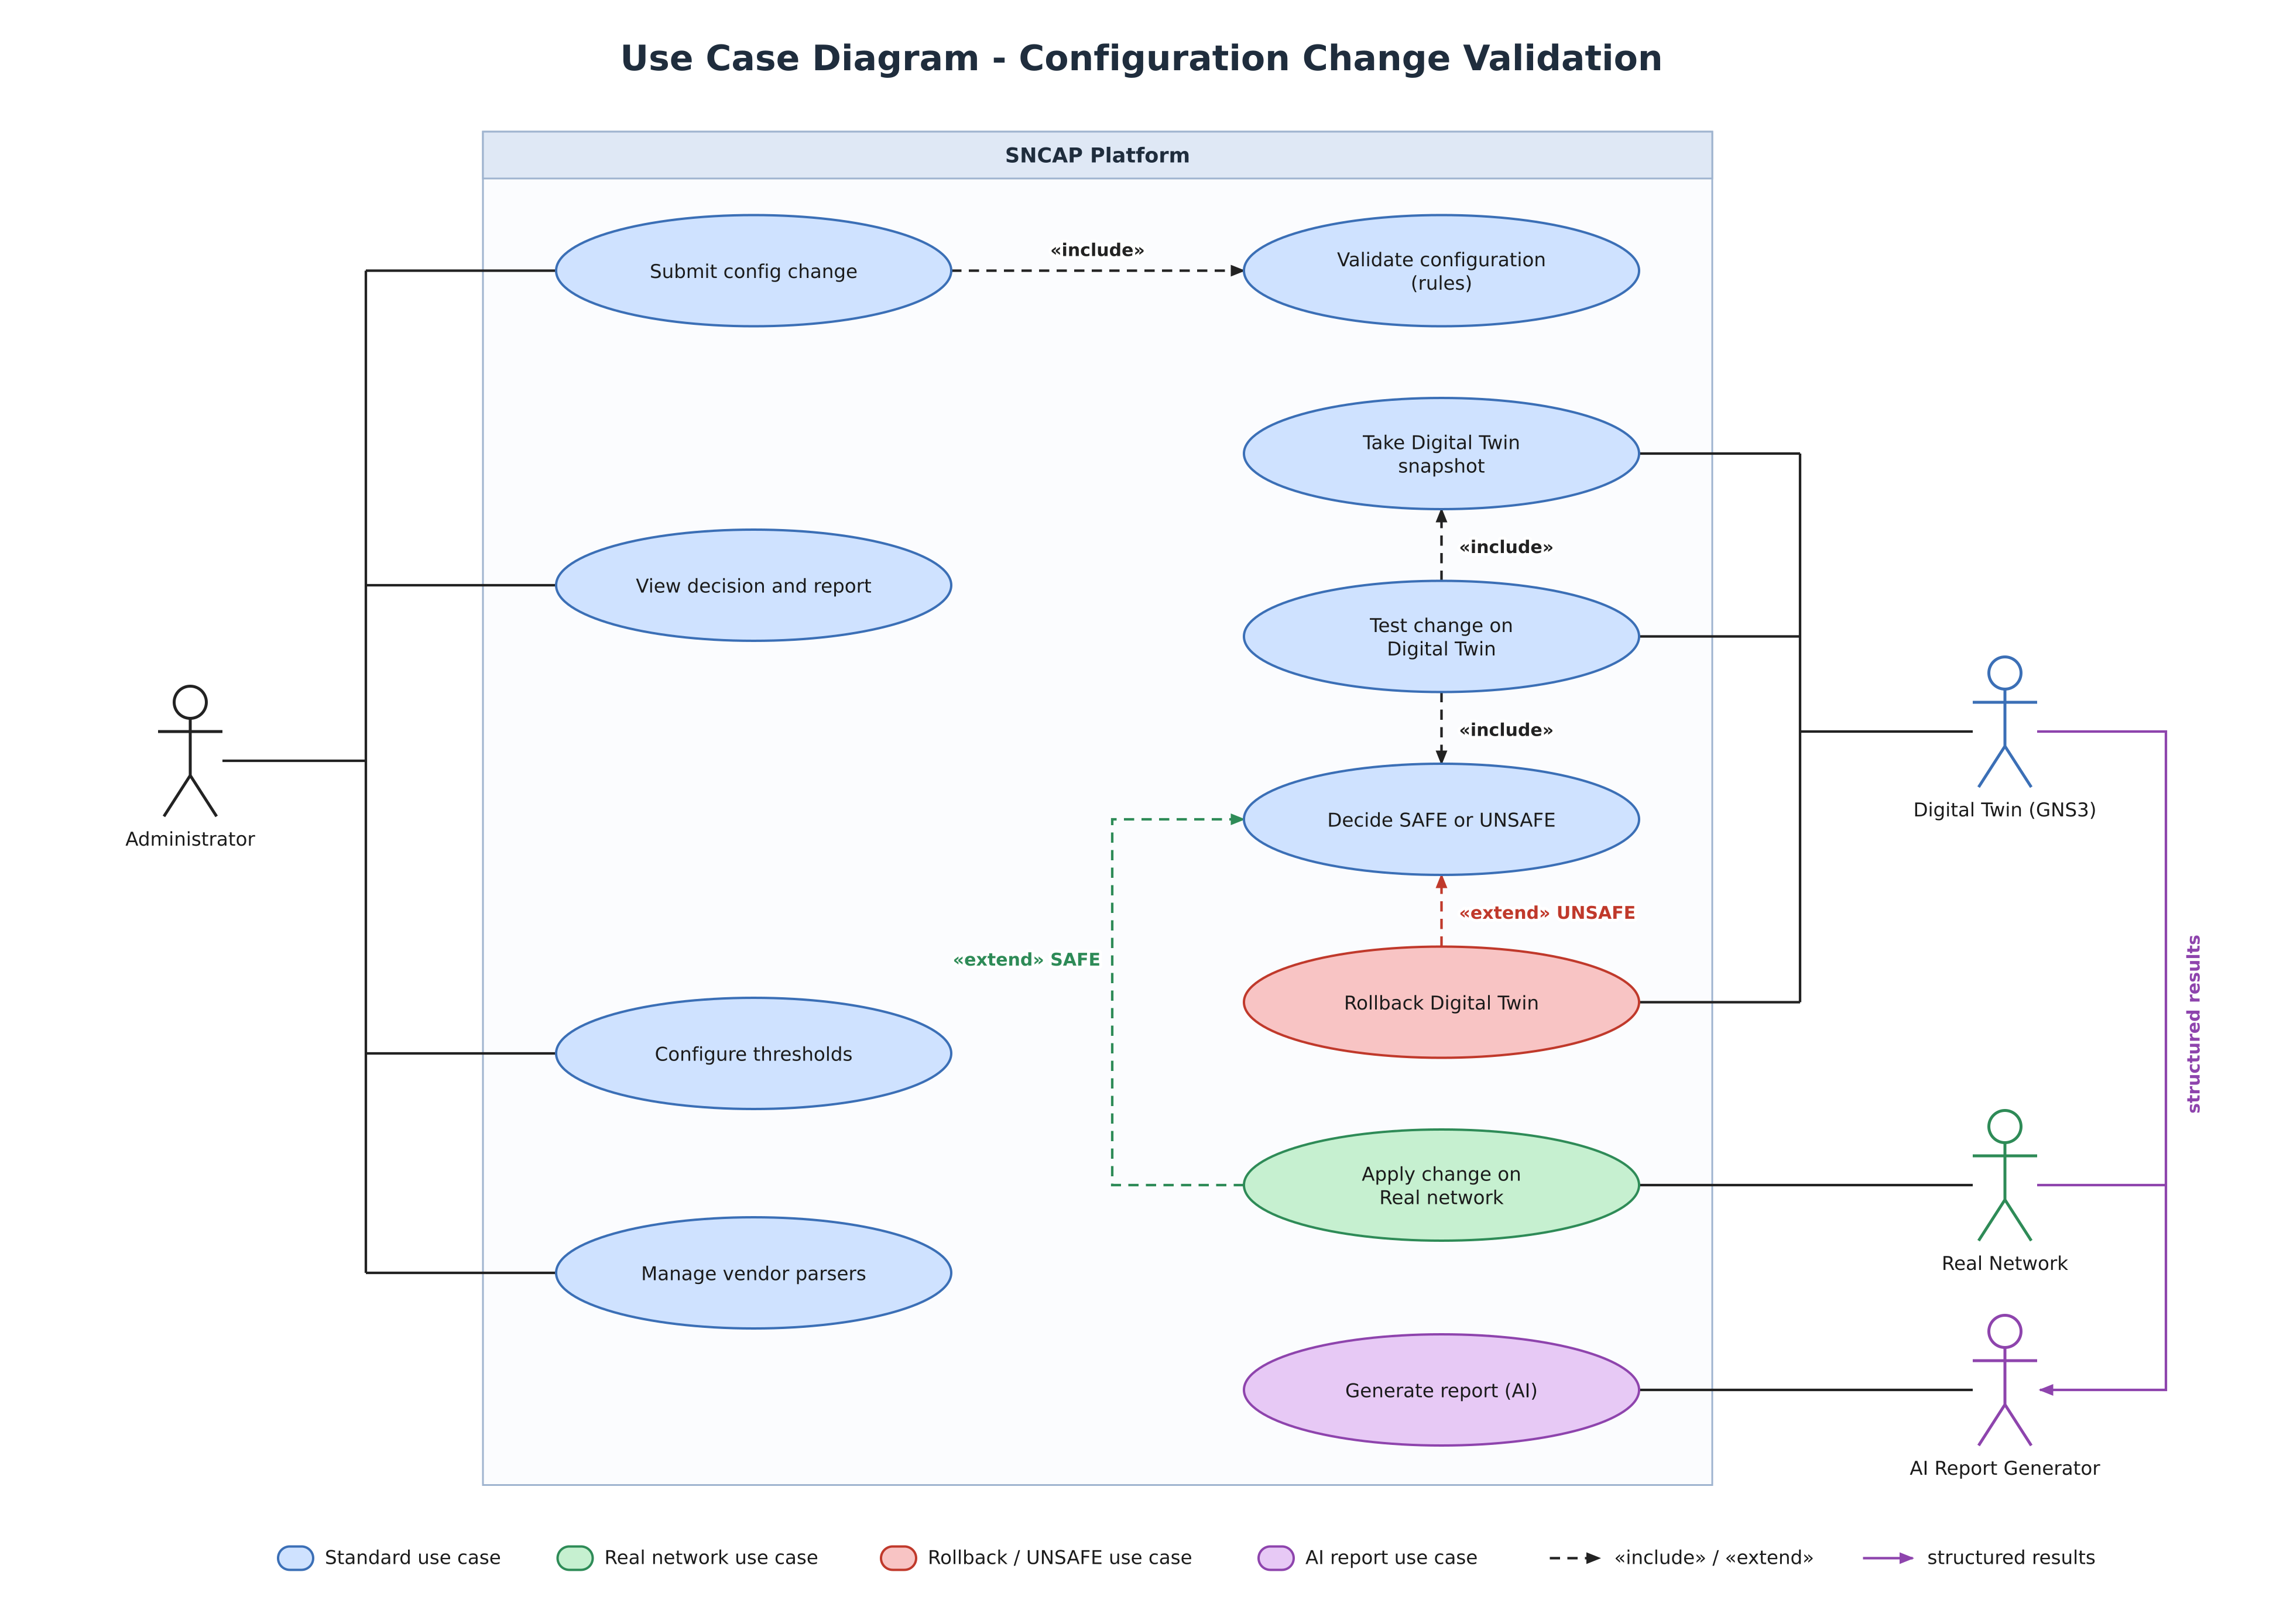 Use Case Diagram - Configuration Change Validation
SNCAP Platform
Submit config change
«include»
Validate configuration
(rules)
Take Digital Twin
snapshot
«include»
View decision and report
Test change on
Digital Twin
«include»
Administrator
Digital Twin (GNS3)
Decide SAFE or UNSAFE
«extend» UNSAFE
«extend» SAFE
Rollback Digital Twin
structured results
Configure thresholds
Apply change on
Real network
Real Network
Manage vendor parsers
Generate report (AI)
AI Report Generator
Standard use case
Real network use case
Rollback / UNSAFE use case
AI report use case
«include» / «extend»
structured results